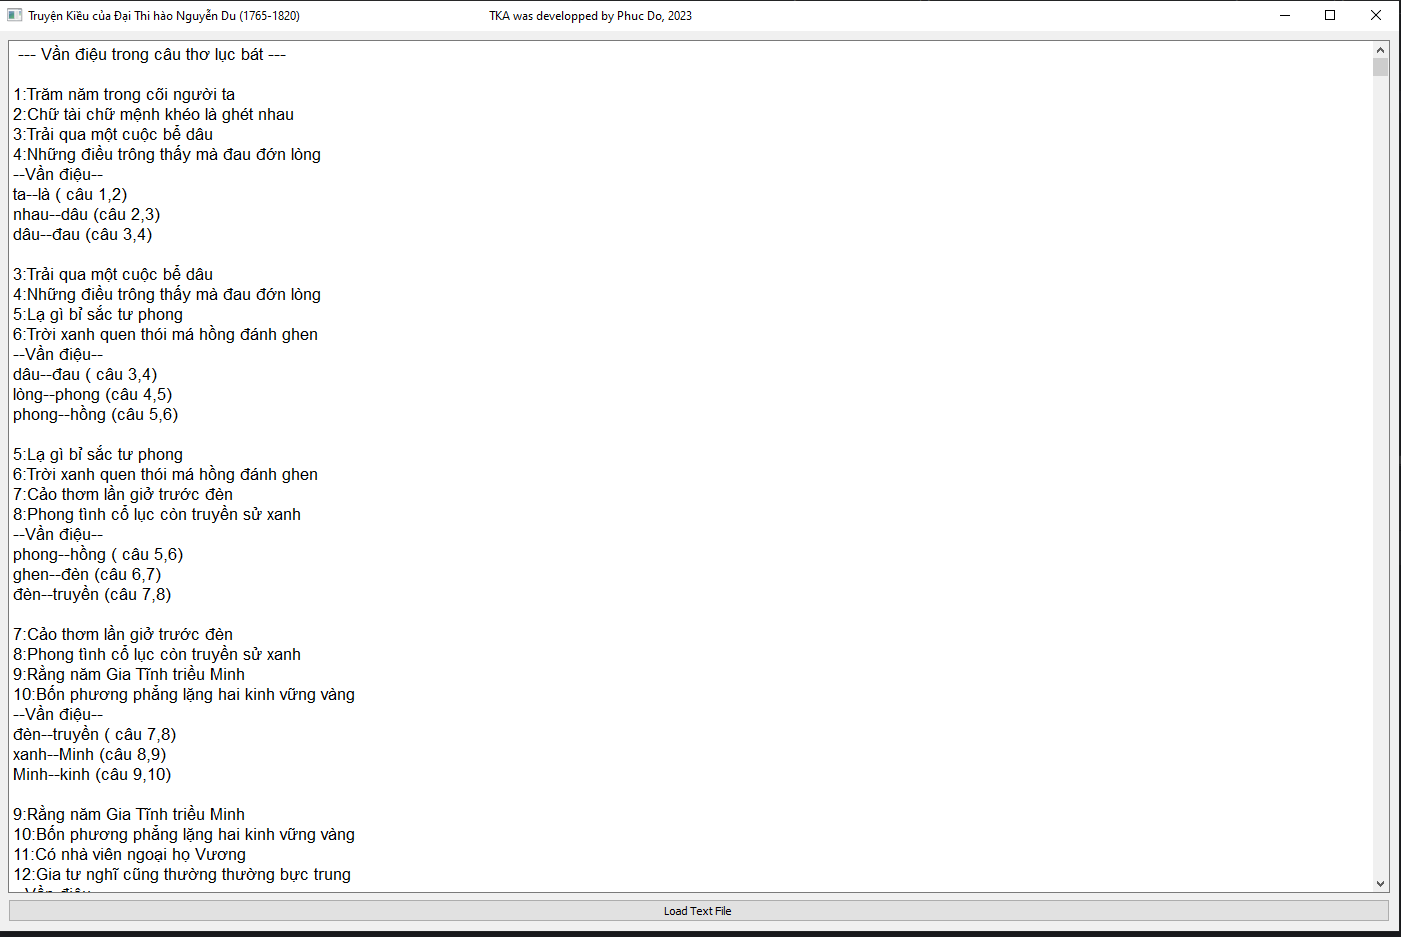 Truyện Kiều của Đại Thi hào Nguyễn Du (1765-1820) TKA was developped by Phuc Do, 2023
--- Vần điệu trong câu thơ lục bát ---
1:Trăm năm trong cõi người ta
2:Chữ tài chữ mệnh khéo là ghét nhau
3:Trải qua một cuộc bể dâu
4:Những điều trông thấy mà đau đớn lòng
--Vần điệu--
ta--là ( câu 1,2)
nhau--dâu (câu 2,3)
dâu--đau (câu 3,4)
3:Trải qua một cuộc bể dâu
4:Những điều trông thấy mà đau đớn lòng
5:Lạ gì bỉ sắc tư phong
6:Trời xanh quen thói má hồng đánh ghen
--Vần điệu--
dâu--đau ( câu 3,4)
lòng--phong (câu 4,5)
phong--hồng (câu 5,6)
5:Lạ gì bỉ sắc tư phong
6:Trời xanh quen thói má hồng đánh ghen
7:Cảo thơm lần giở trước đèn
8:Phong tình cổ lục còn truyền sử xanh
--Vần điệu--
phong--hồng ( câu 5,6)
ghen--đèn (câu 6,7)
đèn--truyền (câu 7,8)
7:Cảo thơm lần giở trước đèn
8:Phong tình cổ lục còn truyền sử xanh
9:Rằng năm Gia Tĩnh triều Minh
10:Bốn phương phẳng lặng hai kinh vững vàng
--Vần điệu--
đèn--truyền ( câu 7,8)
xanh--Minh (câu 8,9)
Minh--kinh (câu 9,10)
9:Rằng năm Gia Tĩnh triều Minh
10:Bốn phương phẳng lặng hai kinh vững vàng
11:Có nhà viên ngoại họ Vương
12:Gia tư nghĩ cũng thường thường bực trung
--Vần điệu--
Load Text File